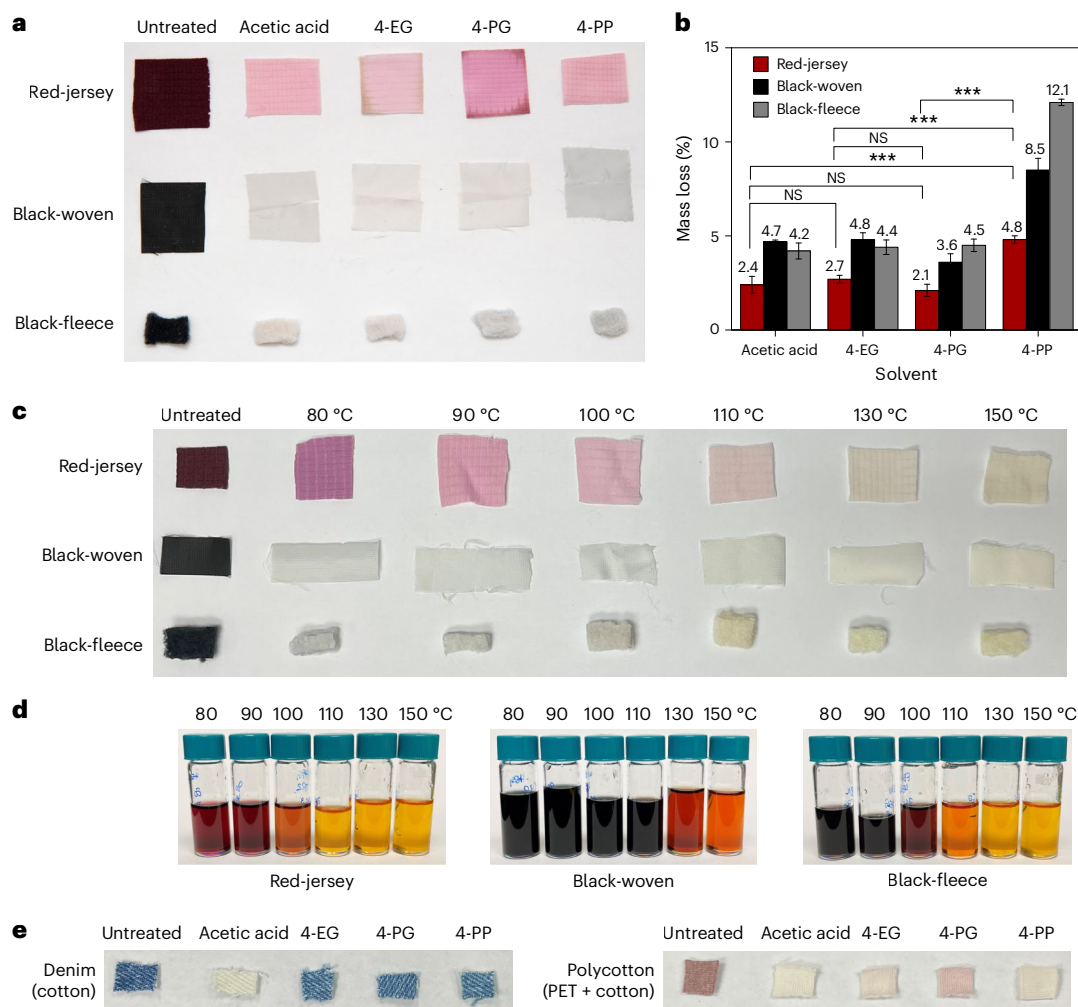 a
Untreated Acetic acid 4-EG 4-PG 4-PP
Red-jersey
Black-woven
Black-fleece
b
15
Red-jersey
Black-woven
Black-fleece
***
***
NS
***
NS
NS
10
5
0
Mass loss (%)
2.4 4.7 4.2 2.7 4.8 4.4 2.1 3.6 4.5 4.8 8.5 12.1
Acetic acid 4-EG 4-PG 4-PP
Solvent
c
Untreated 80 °C 90 °C 100 °C 110 °C 130 °C 150 °C
Red-jersey
Black-woven
Black-fleece
d
80 90 100 110 130 150 °C
Red-jersey
80 90 100 110 130 150 °C
Black-woven
80 90 100 110 130 150 °C
Black-fleece
e
Untreated Acetic acid 4-EG 4-PG 4-PP
Denim
(cotton)
Untreated Acetic acid 4-EG 4-PG 4-PP
Polycotton
(PET + cotton)